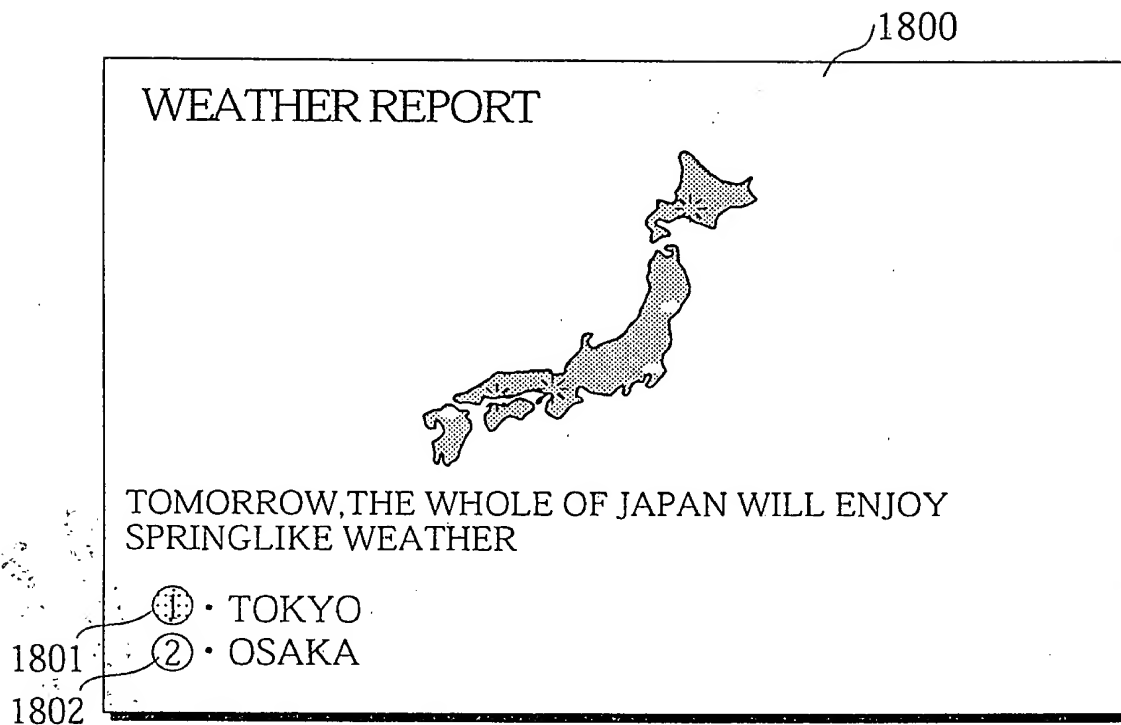 1800
WEATHER REPORT
TOMORROW,THE WHOLE OF JAPAN WILL ENJOY
SPRINGLIKE WEATHER
① · TOKYO
1801
② · OSAKA
1802